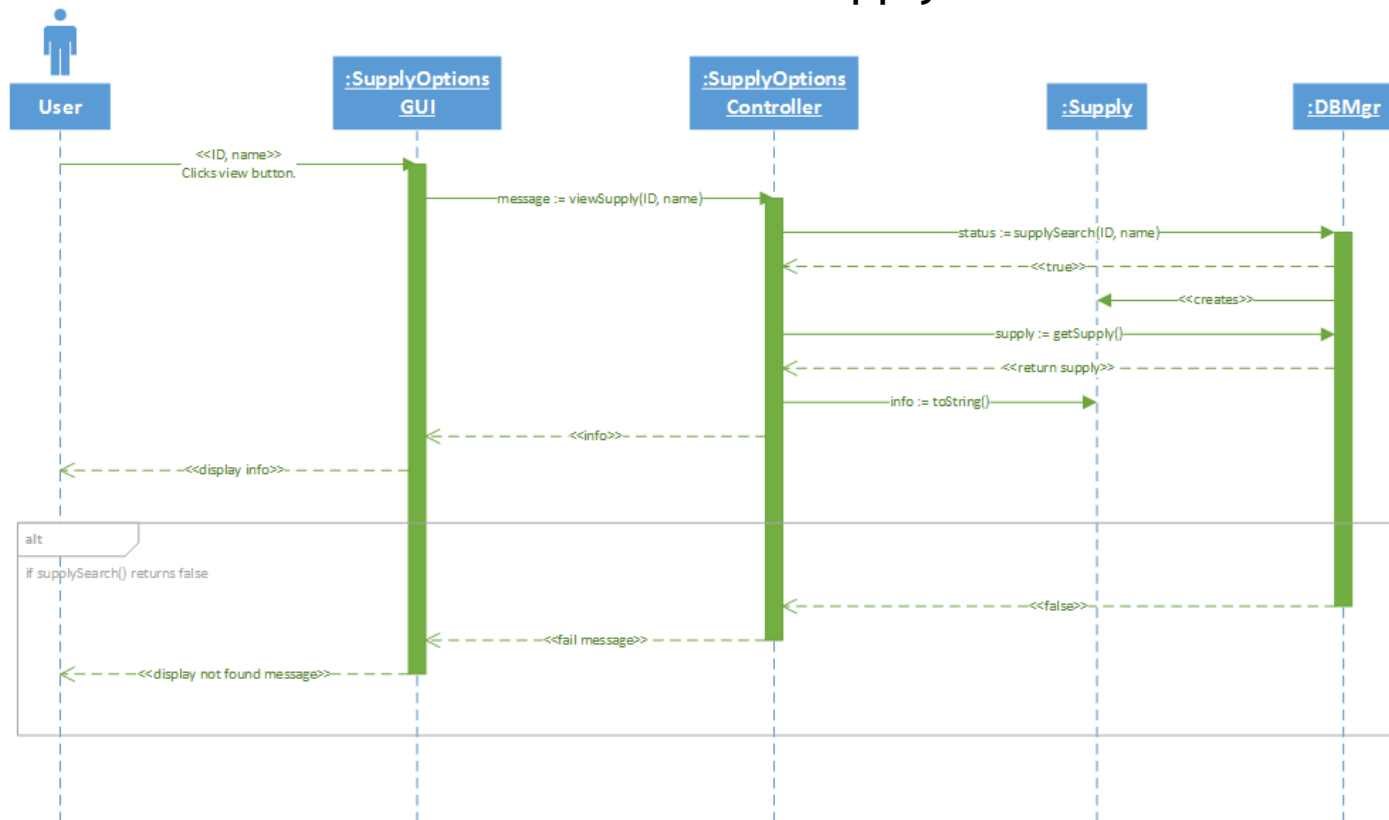 User
:SupplyOptions
GUI
:SupplyOptions
Controller
:Supply
:DBMgr
<<ID, name>>
Clicks view button.
message := viewSupply(ID, name)
status := supplySearch(ID, name)
<<true>>
<<creates>>
supply := getSupply()
<<return supply>>
info := toString()
<<info>>
<<display info>>
alt
if supplySearch() returns false
<<false>>
<<fail message>>
<<display not found message>>